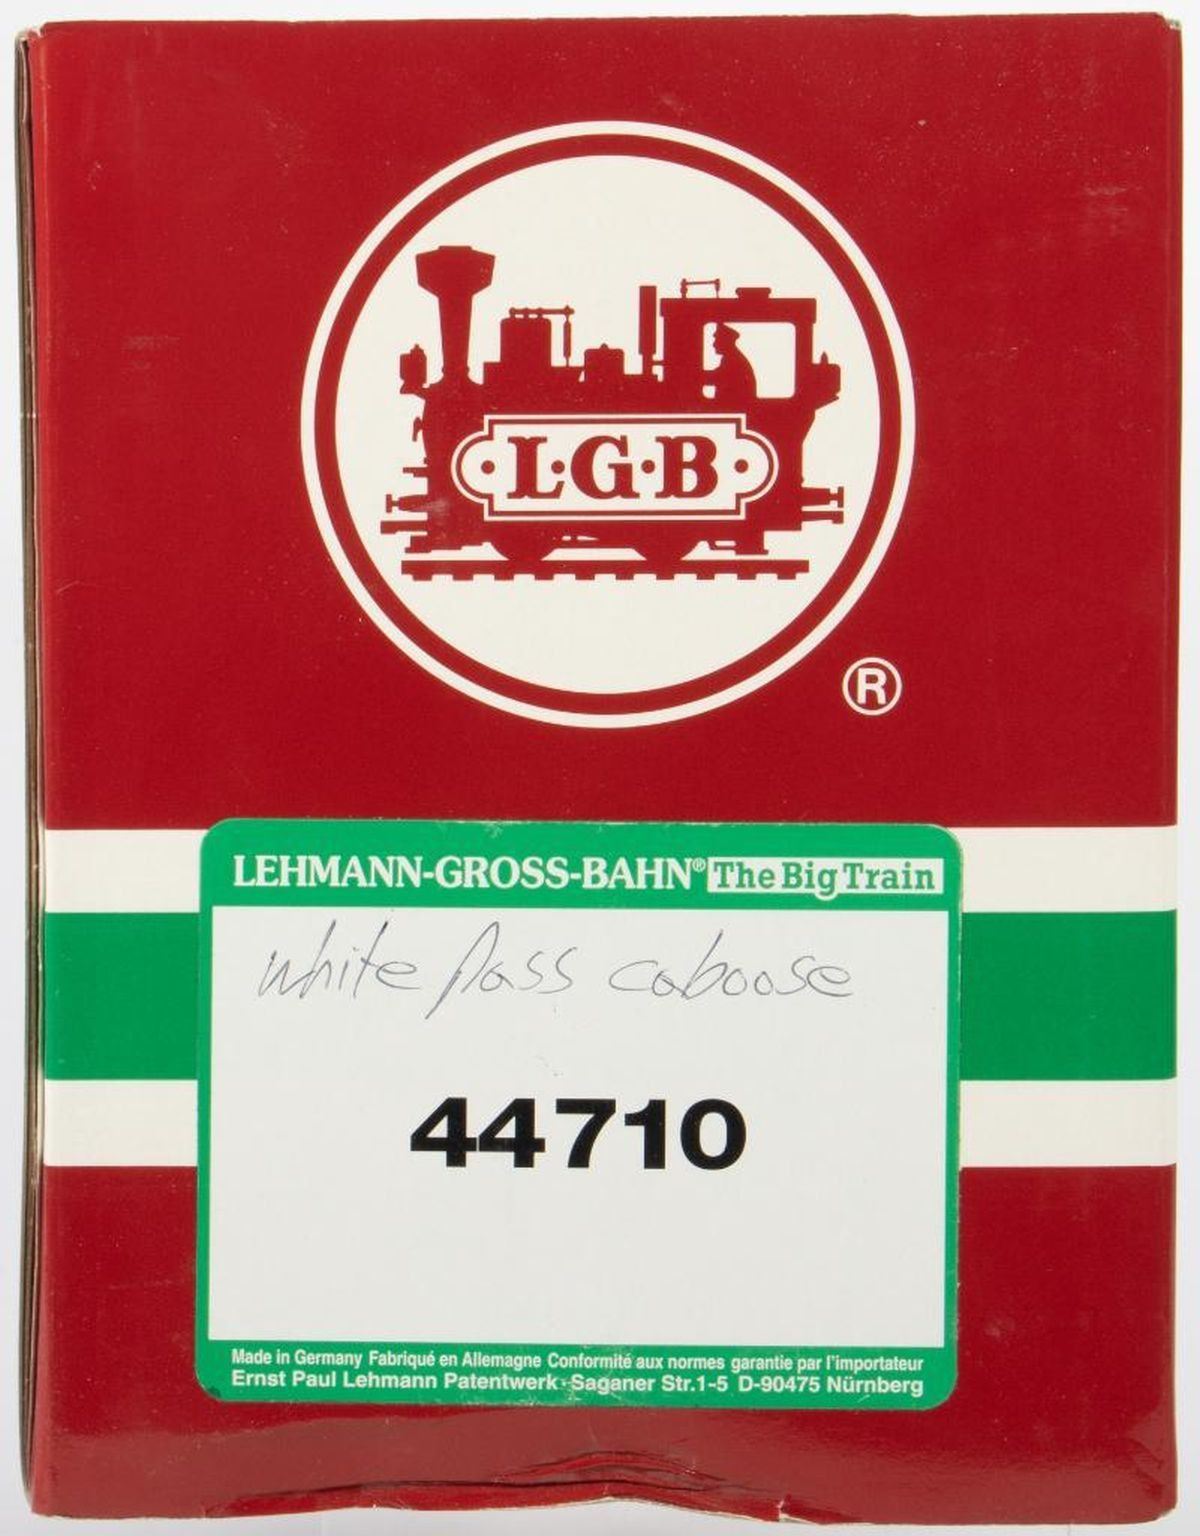 ·L·G·B·
®
LEHMANN-GROSS-BAHN® The Big Train
white pass caboose
44710
Made in Germany Fabriqué en Allemagne Conformité aux normes garantie par l'importateur
Ernst Paul Lehmann Patentwerk·Saganer Str.1-5 D-90475 Nürnberg